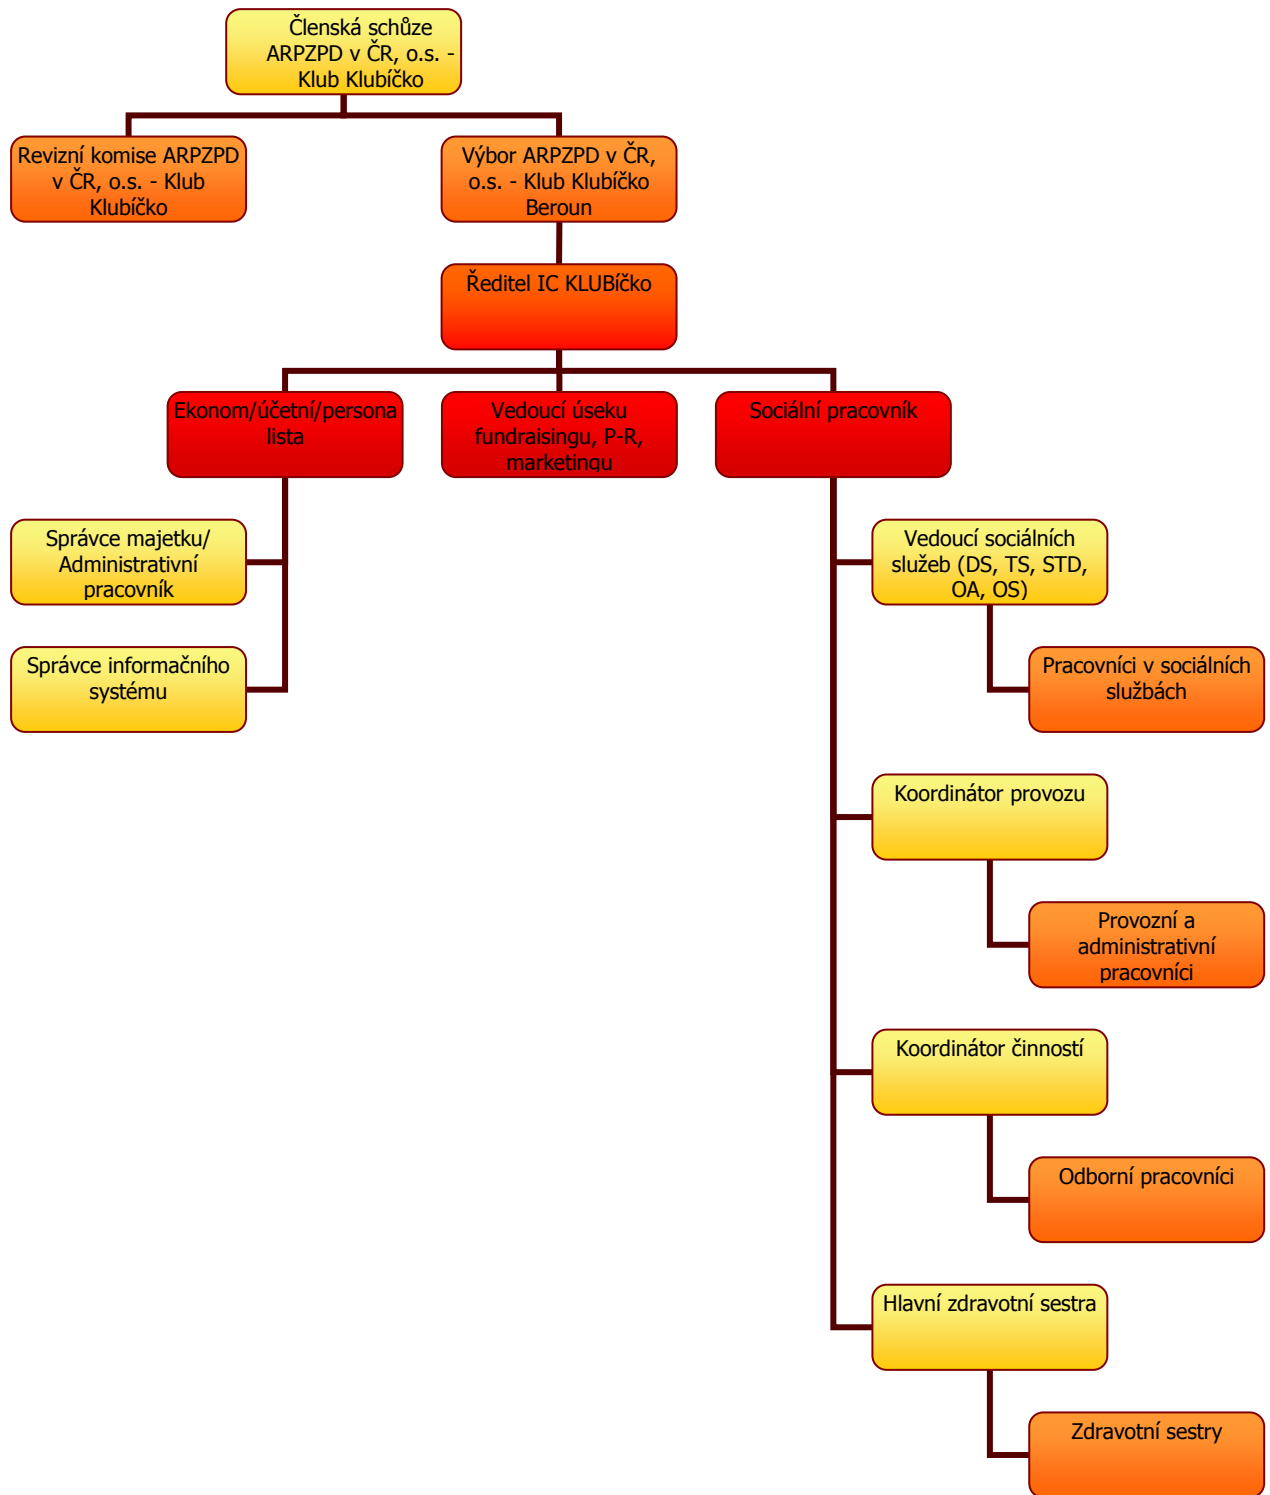 Členská schůze
ARPZPD v ČR, o.s. -
Klub Klubíčko
Revizní komise ARPZPD
v ČR, o.s. - Klub
Klubíčko
Výbor ARPZPD v ČR,
o.s. - Klub Klubíčko
Beroun
Ředitel IC KLUBíčko
Ekonom/účetní/persona
lista
Vedoucí úseku
fundraisingu, P-R,
marketingu
Sociální pracovník
Správce majetku/
Administrativní
pracovník
Vedoucí sociálních
služeb (DS, TS, STD,
OA, OS)
Správce informačního
systému
Pracovníci v sociálních
službách
Koordinátor provozu
Provozní a
administrativní
pracovníci
Koordinátor činností
Odborní pracovníci
Hlavní zdravotní sestra
Zdravotní sestry